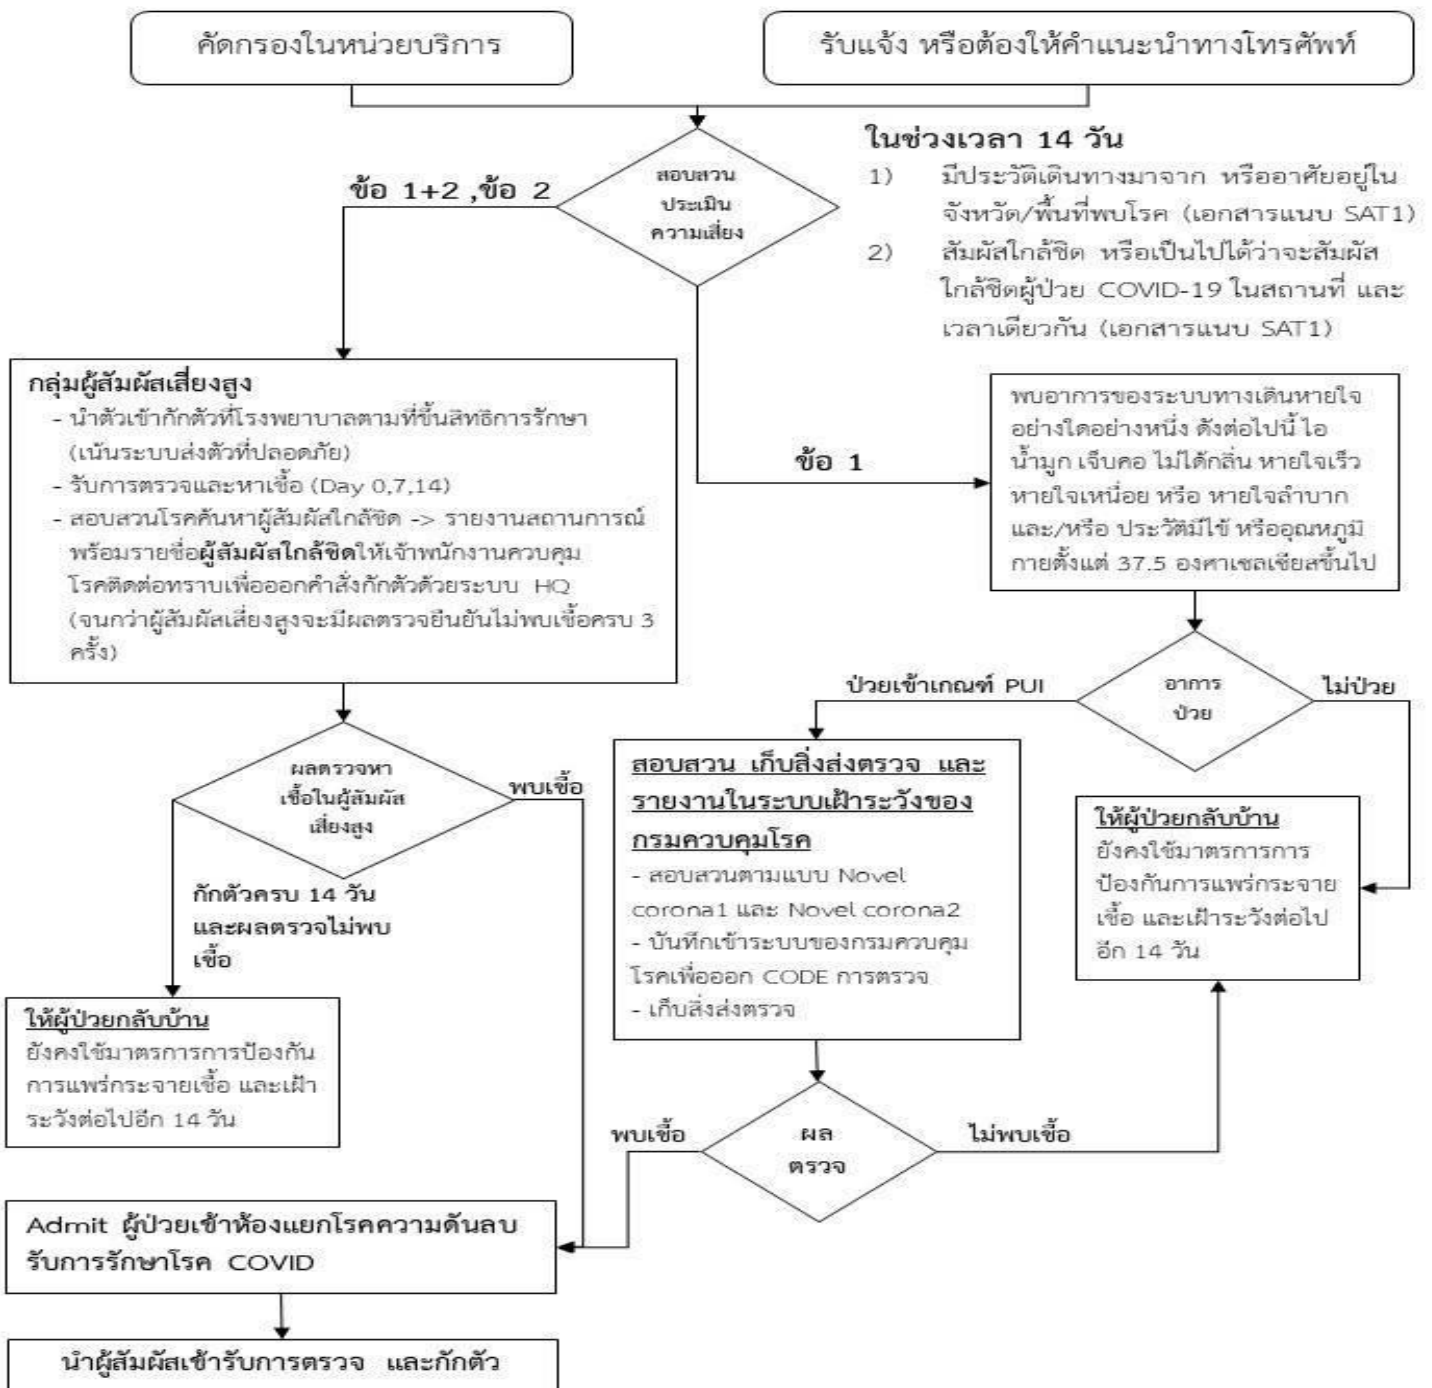 คัดกรองในหน่วยบริการ
รับแจ้ง หรือต้องให้คำแนะนำทางโทรศัพท์
สอบสวน
ประเมิน
ความเสี่ยง
ข้อ 1+2 ,ข้อ 2
ในช่วงเวลา 14 วัน
1) มีประวัติเดินทางมาจาก หรืออาศัยอยู่ใน
จังหวัด/พื้นที่พบโรค (เอกสารแนบ SAT1)
2) สัมผัสใกล้ชิด หรือเป็นไปได้ว่าจะสัมผัส
ใกล้ชิดผู้ป่วย COVID-19 ในสถานที่ และ
เวลาเดียวกัน (เอกสารแนบ SAT1)
กลุ่มผู้สัมผัสเสี่ยงสูง
- นำตัวเข้ากักตัวที่โรงพยาบาลตามที่ขึ้นสิทธิการรักษา
(เน้นระบบส่งตัวที่ปลอดภัย)
- รับการตรวจและหาเชื้อ (Day 0,7,14)
- สอบสวนโรคค้นหาผู้สัมผัสใกล้ชิด -> รายงานสถานการณ์
พร้อมรายชื่อผู้สัมผัสใกล้ชิดให้เจ้าพนักงานควบคุม
โรคติดต่อทราบเพื่อออกคำสั่งกักตัวด้วยระบบ HQ
(จนกว่าผู้สัมผัสเสี่ยงสูงจะมีผลตรวจยืนยันไม่พบเชื้อครบ 3
ครั้ง)
ข้อ 1
พบอาการของระบบทางเดินหายใจ
อย่างใดอย่างหนึ่ง ดังต่อไปนี้ ไอ
น้ำมูก เจ็บคอ ไม่ได้กลิ่น หายใจเร็ว
หายใจเหนื่อย หรือ หายใจลำบาก
และ/หรือ ประวัติมีไข้ หรืออุณหภูมิ
กายตั้งแต่ 37.5 องศาเซลเซียสขึ้นไป
อาการ
ป่วย
ป่วยเข้าเกณฑ์ PUI
ไม่ป่วย
ผลตรวจหา
เชื้อในผู้สัมผัส
เสี่ยงสูง
พบเชื้อ
กักตัวครบ 14 วัน
และผลตรวจไม่พบ
เชื้อ
สอบสวน เก็บสิ่งส่งตรวจ และ
รายงานในระบบเฝ้าระวังของ
กรมควบคุมโรค
- สอบสวนตามแบบ Novel
corona1 และ Novel corona2
- บันทึกเข้าระบบของกรมควบคุม
โรคเพื่อออก CODE การตรวจ
- เก็บสิ่งส่งตรวจ
ให้ผู้ป่วยกลับบ้าน
ยังคงใช้มาตรการการ
ป้องกันการแพร่กระจาย
เชื้อ และเฝ้าระวังต่อไป
อีก 14 วัน
ให้ผู้ป่วยกลับบ้าน
ยังคงใช้มาตรการการป้องกัน
การแพร่กระจายเชื้อ และเฝ้า
ระวังต่อไปอีก 14 วัน
ผล
ตรวจ
พบเชื้อ
ไม่พบเชื้อ
Admit ผู้ป่วยเข้าห้องแยกโรคความดันลบ
รับการรักษาโรค COVID
นำผู้สัมผัสเข้ารับการตรวจ และกักตัว